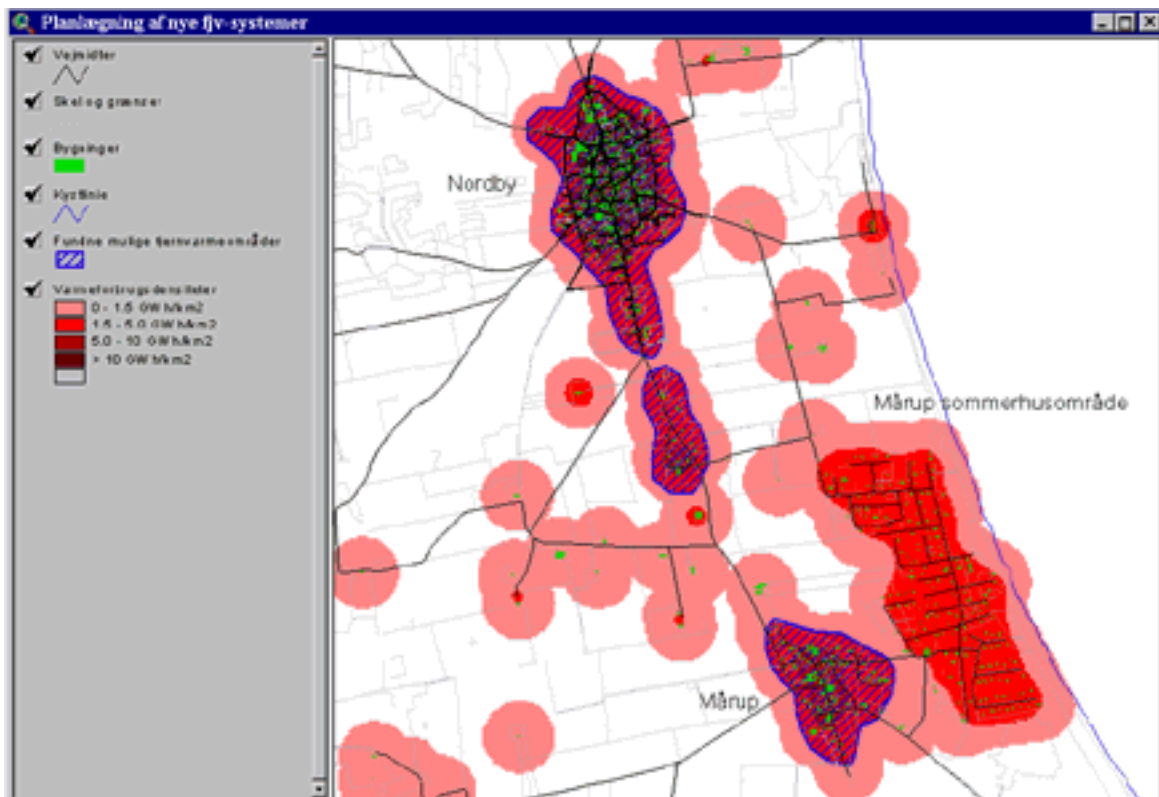 Planlægning af nye fjv-systemer
Vejmidter
Skel og grænser
Bygninger
Kystlinie
Fundne mulige fjernvarmeområder
Varmeforbrugsdensiteter
0 - 1.5 GWh/km2
1.5 - 5.0 GWh/km2
5.0 - 10 GWh/km2
> 10 GWh/km2
Nordby
Mårup sommerhusområde
Mårup